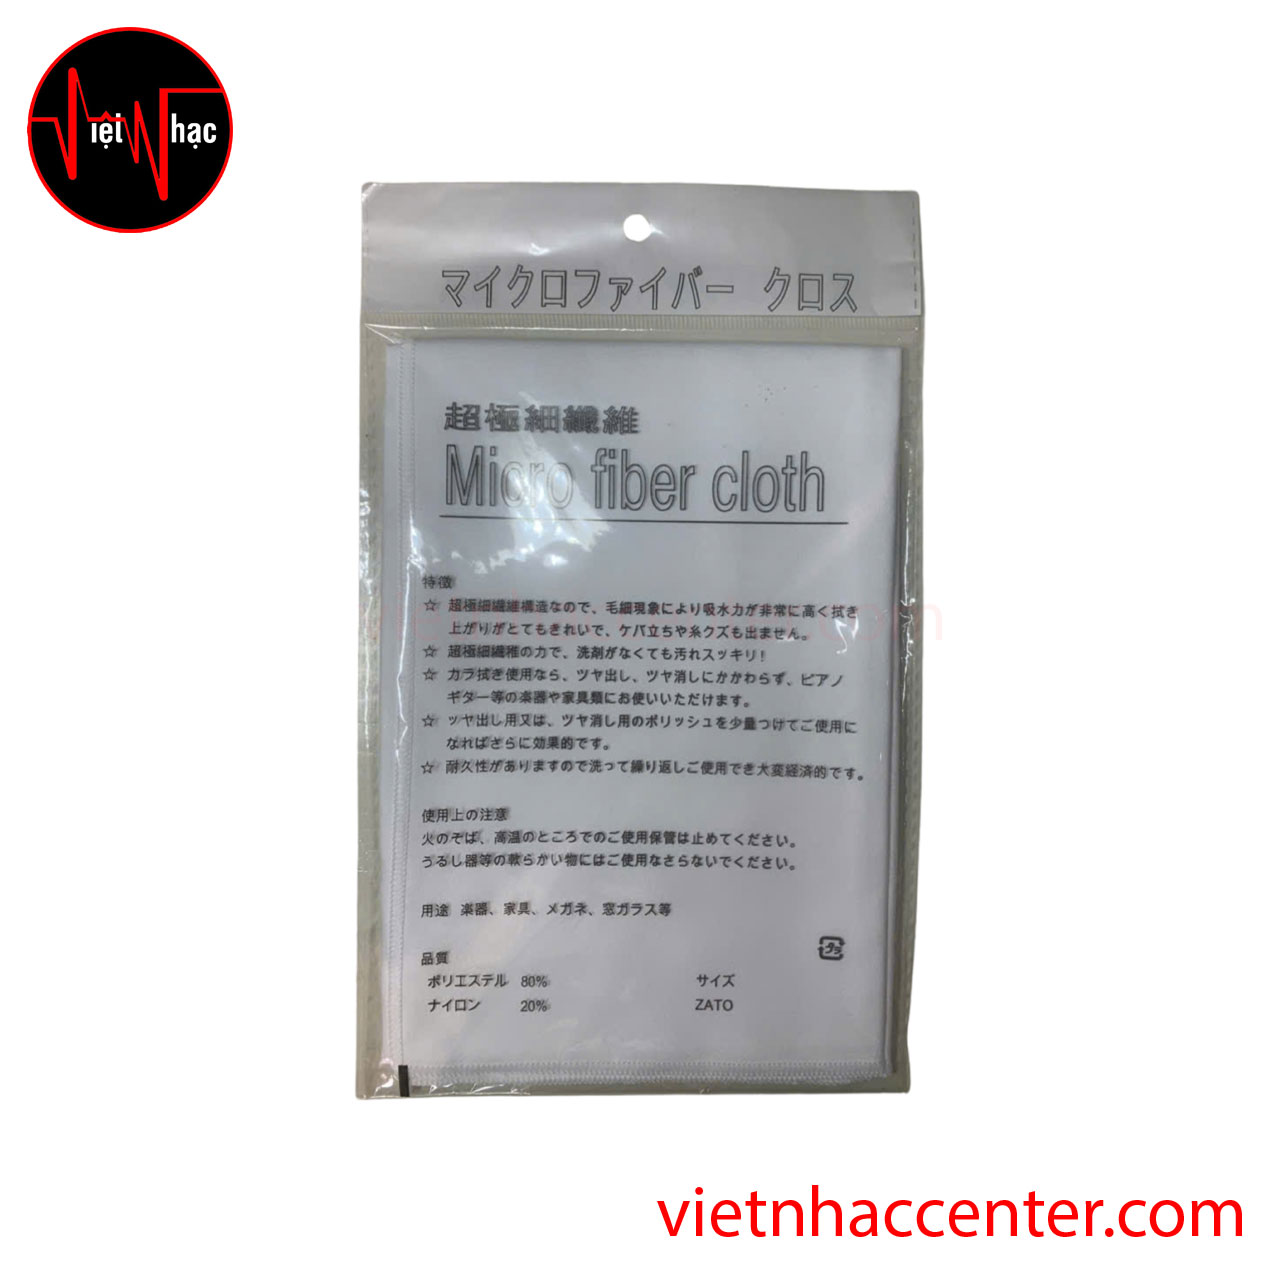 Việt Nhạc
マイクロファイバー クロス
超極細繊維
Micro fiber cloth
特徴
☆ 超極細繊維構造なので、毛細現象により吸水力が非常に高く拭き
上がりがとてもきれいで、ケバ立ちや糸クズも出ません。
☆ 超極細繊維の力で、洗剤がなくても汚れスッキリ!
☆ カラ拭き使用なら、ツヤ出し、ツヤ消しにかかわらず、ピアノ
ギター等の楽器や家具類にお使いいただけます。
☆ ツヤ出し用又は、ツヤ消し用のポリッシュを少量つけてご使用に
なればさらに効果的です。
☆ 耐久性がありますので洗って繰り返しご使用でき大変経済的です。
使用上の注意
火のそば、高温のところでのご使用保管は止めてください。
うるし器等の軟らかい物にはご使用なさらないでください。
用途 楽器、家具、メガネ、窓ガラス等
プラ
品質
ポリエステル 80% サイズ
ナイロン 20% ZATO
vietnhaccenter.com